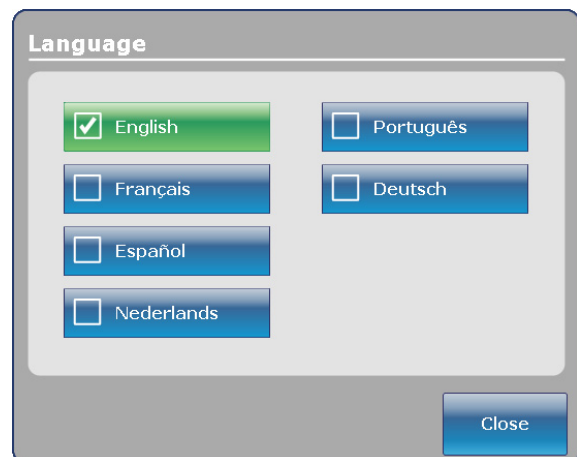 Language
English
Français
Español
Nederlands
Português
Deutsch
Close